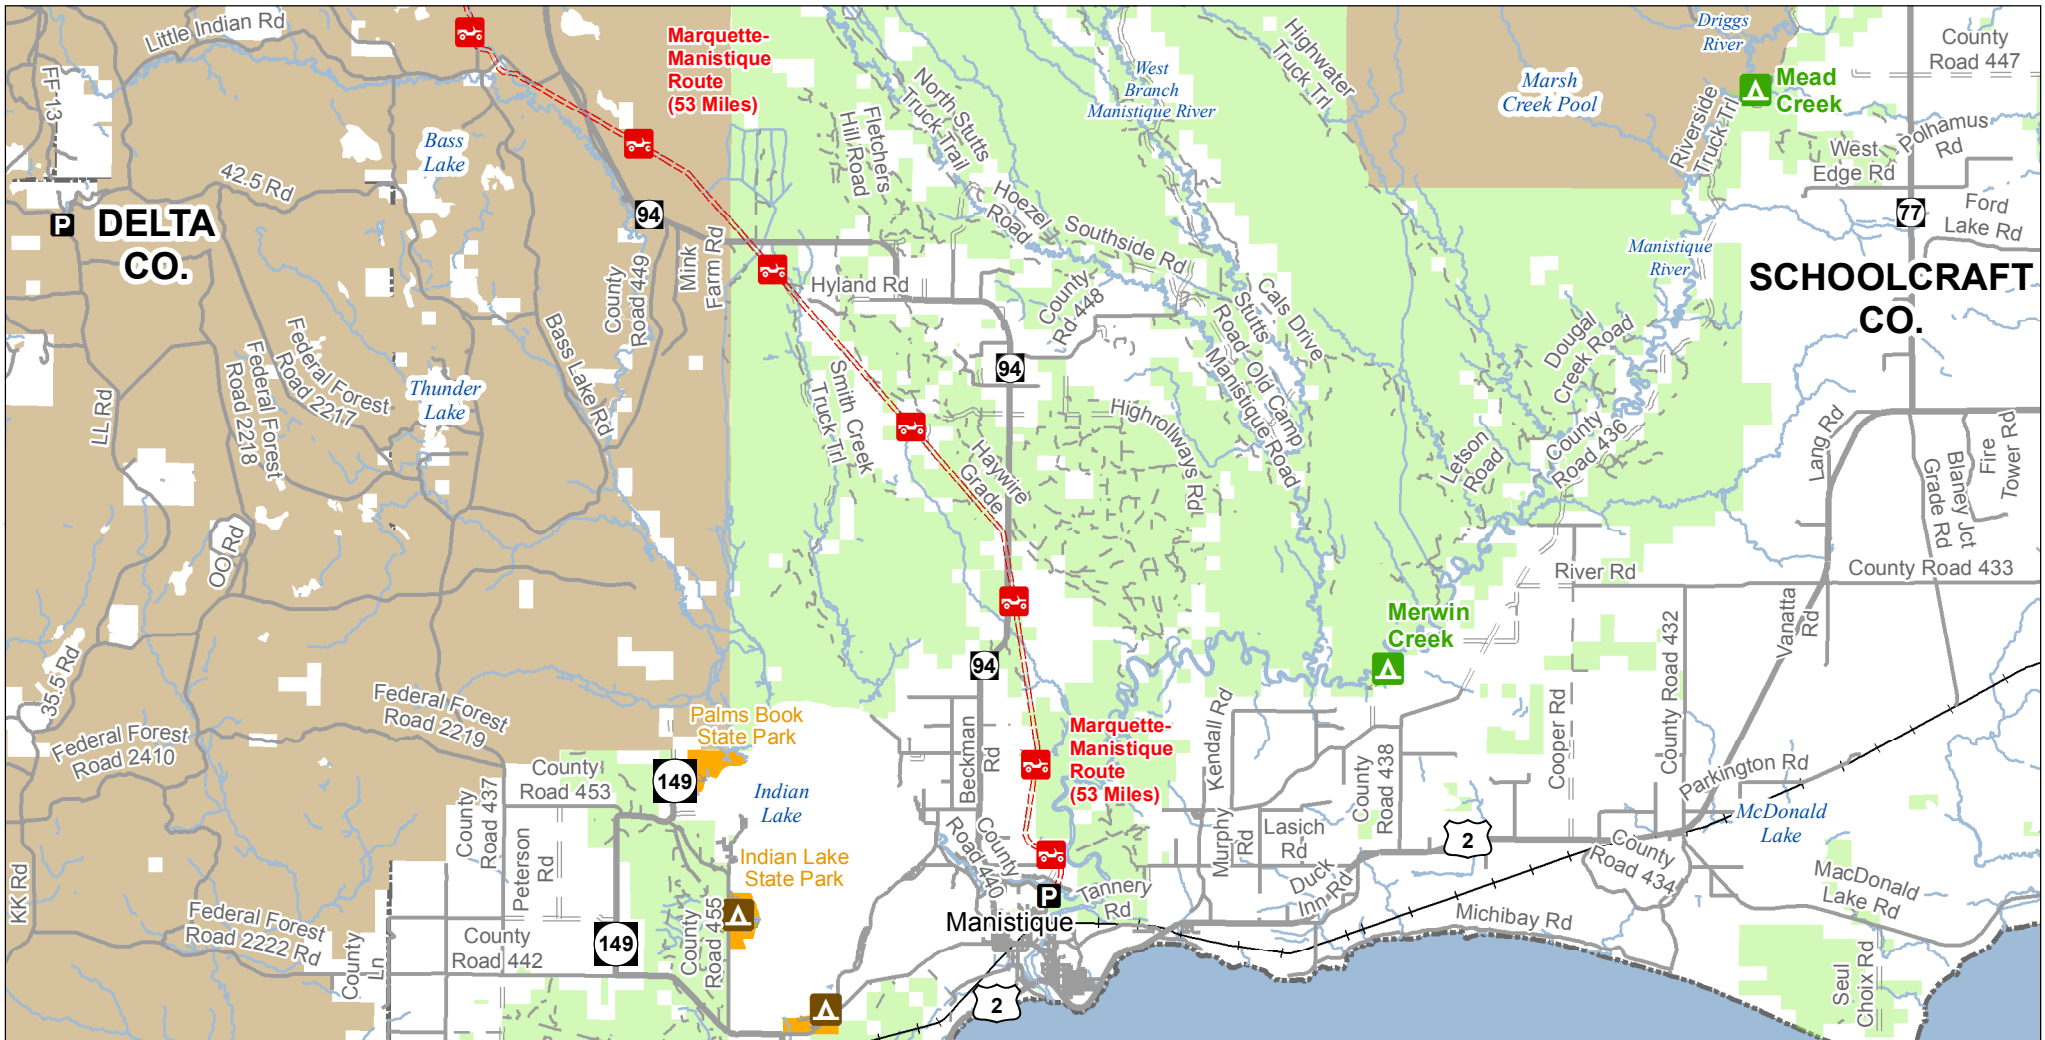 Little Indian Rd
FF-13
Marquette-
Manistique
Route
(53 Miles)
Bass
Lake
42.5 Rd
P
DELTA
CO.
94
County
Road 449
Mink
Farm Rd
Fletchers
Hill Road
North Stutts
Truck Trail
West
Branch
Manistique River
Highwater
Truck Trl
Marsh
Creek Pool
Driggs
River
Mead
Creek
Riverside
Truck Trl
County
Road 447
Polhamus
Rd
West
Edge Rd
77
Ford
Lake Rd
Manistique
River
SCHOOLCRAFT
CO.
Hoezel
Road
Southside Rd
Hyland Rd
County
Rd 448
Cals Drive
Stutts
Road
Old Camp
Manistique Road
94
Federal Forest
Road 2217
Federal Forest
Road 2218
LL Rd
Thunder
Lake
Bass Lake Rd
Smith Creek
Truck Trl
Haywire
Grade
Highrollways Rd
Dougal
Creek Road
County
Road 436
Letson
Road
Lang Rd
Fire
Tower Rd
Blaney Jct
Grade Rd
OO Rd
River Rd
County Road 433
Merwin
Creek
Vanatta
Rd
County Road 432
35.5 Rd
94
Federal Forest
Road 2219
Federal Forest
Road 2410
Palms Book
State Park
Beckman
Rd
Marquette-
Manistique
Route
(53 Miles)
Kendall Rd
County
Road 438
Cooper Rd
Parkington Rd
McDonald
Lake
County
Road 453
149
County
Road 437
Peterson
Rd
Indian
Lake
Indian Lake
State Park
County
Road 440
Murphy
Rd
Lasich
Rd
Duck
Inn Rd
2
County
Road 434
MacDonald
Lake Rd
KK Rd
Federal Forest
Road 2222 Rd
County
Ln
County
Road 442
149
County
Road 455
P
Tannery
Rd
Manistique
Michibay Rd
2
Seul
Choix Rd